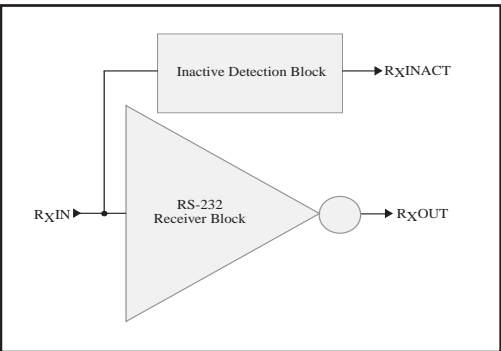 Inactive Detection Block
RXINACT
RS-232
Receiver Block
RXIN
RXOUT